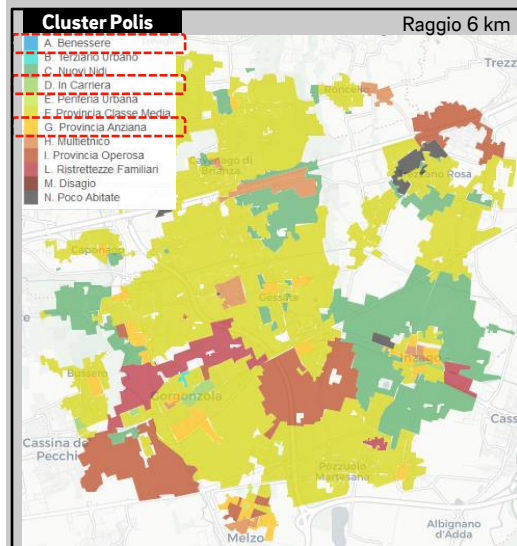 Cluster Polis
Raggio 6 km
A. Benessere
B. Terziario Urbano
C. Nuovi Nidi
D. In Carriera
E. Periferia Urbana
F. Provincia Classe Media
G. Provincia Anziana
H. Multietnico
I. Provincia Operosa
L. Ristrettezze Familiari
M. Disagio
N. Poco Abitate
Trezz
Roncello
Cavenago di
Brianza
Rosa
Caponago
Gessate
Inzago
e
Bussero
Gorgonzola
Cass
Cassina de
Pecchi
Pozzuolo
Martesana
Melzo
Albignano
d'Adda